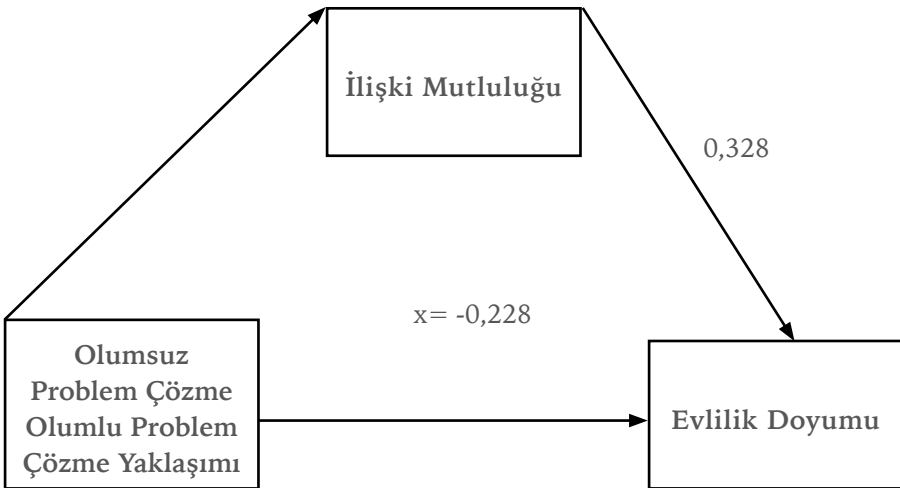 İlişki Mutluluğu
0,328
x= -0,228
Olumsuz
Problem Çözme
Olumlu Problem
Çözme Yaklaşımı
Evlilik Doyumu